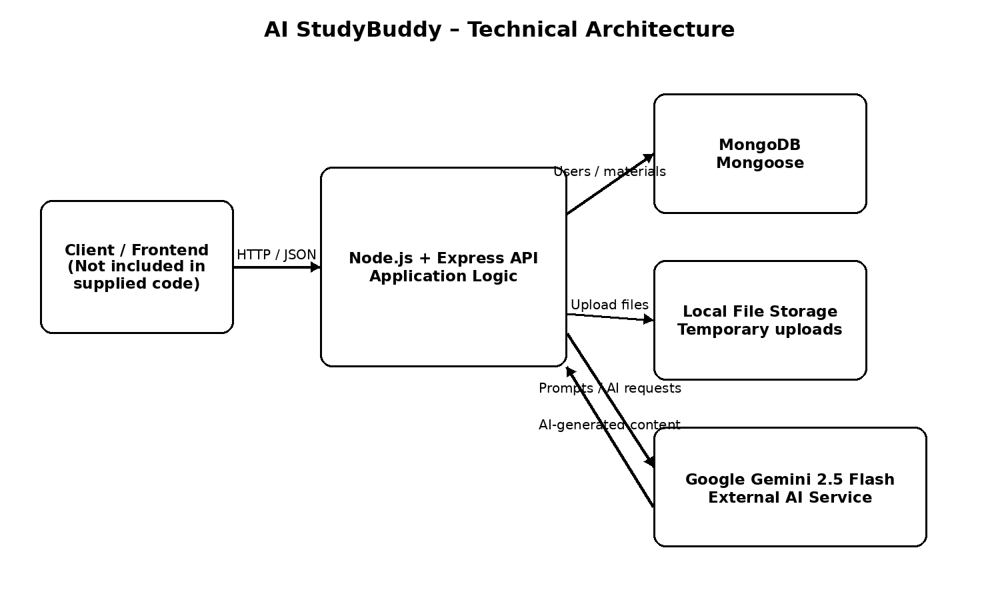 AI StudyBuddy – Technical Architecture
Client / Frontend
(Not included in
supplied code)
HTTP / JSON
Node.js + Express API
Application Logic
Users / materials
MongoDB
Mongoose
Upload files
Local File Storage
Temporary uploads
Prompts / AI requests
AI-generated content
Google Gemini 2.5 Flash
External AI Service